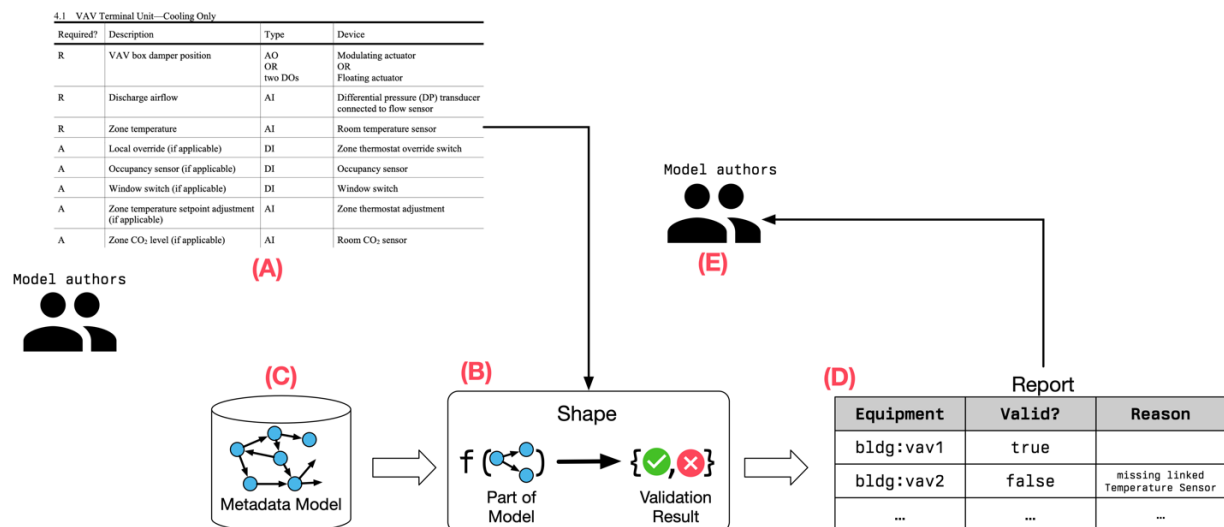 4.1 VAV Terminal Unit—Cooling Only
Required? Description Type Device
R VAV box damper position AO Modulating actuator
OR OR
two DOs Floating actuator
R Discharge airflow AI Differential pressure (DP) transducer
connected to flow sensor
R Zone temperature AI Room temperature sensor
A Local override (if applicable) DI Zone thermostat override switch
A Occupancy sensor (if applicable) DI Occupancy sensor
A Window switch (if applicable) DI Window switch
A Zone temperature setpoint adjustment AI Zone thermostat adjustment
(if applicable)
A Zone CO₂ level (if applicable) AI Room CO₂ sensor
(A)
Model authors
Model authors
(E)
(C)
Metadata Model
(B)
Shape
f ( ) { , }
Part of Validation
Model Result
(D)
Report
Equipment Valid? Reason
bldg:vav1 true
bldg:vav2 false missing linked
Temperature Sensor
… … …